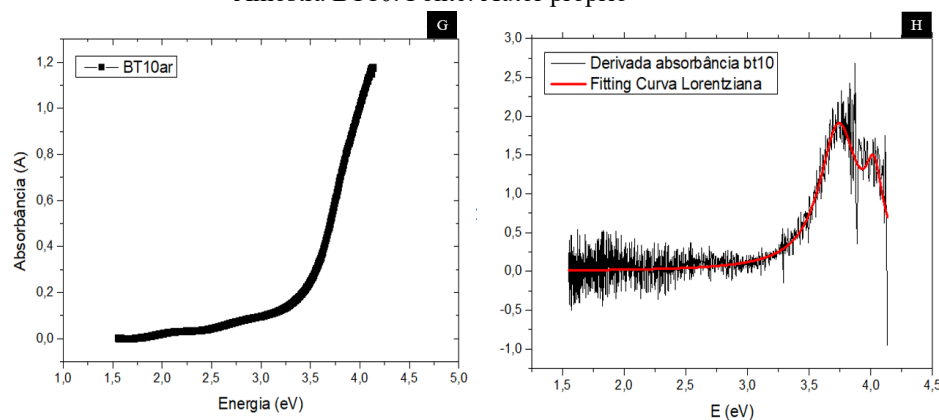 G
BT10ar
1,2
1,0
0,8
0,6
0,4
0,2
0,0
Absorbância (A)
1,0 1,5 2,0 2,5 3,0 3,5 4,0 4,5 5,0
Energia (eV)
H
Derivada absorbância bt10
Fitting Curva Lorentziana
3,0
2,5
2,0
1,5
1,0
0,5
0,0
-0,5
-1,0
1,5 2,0 2,5 3,0 3,5 4,0 4,5
E (eV)